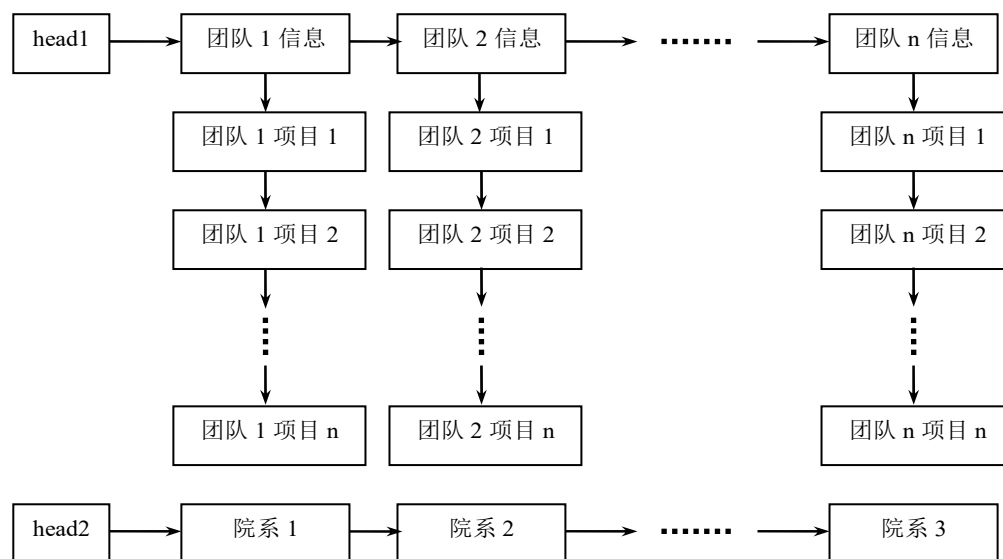 head1
团队 1 信息
团队 2 信息
团队 n 信息
团队 1 项目 1
团队 2 项目 1
团队 n 项目 1
团队 1 项目 2
团队 2 项目 2
团队 n 项目 2
团队 1 项目 n
团队 2 项目 n
团队 n 项目 n
head2
院系 1
院系 2
院系 3